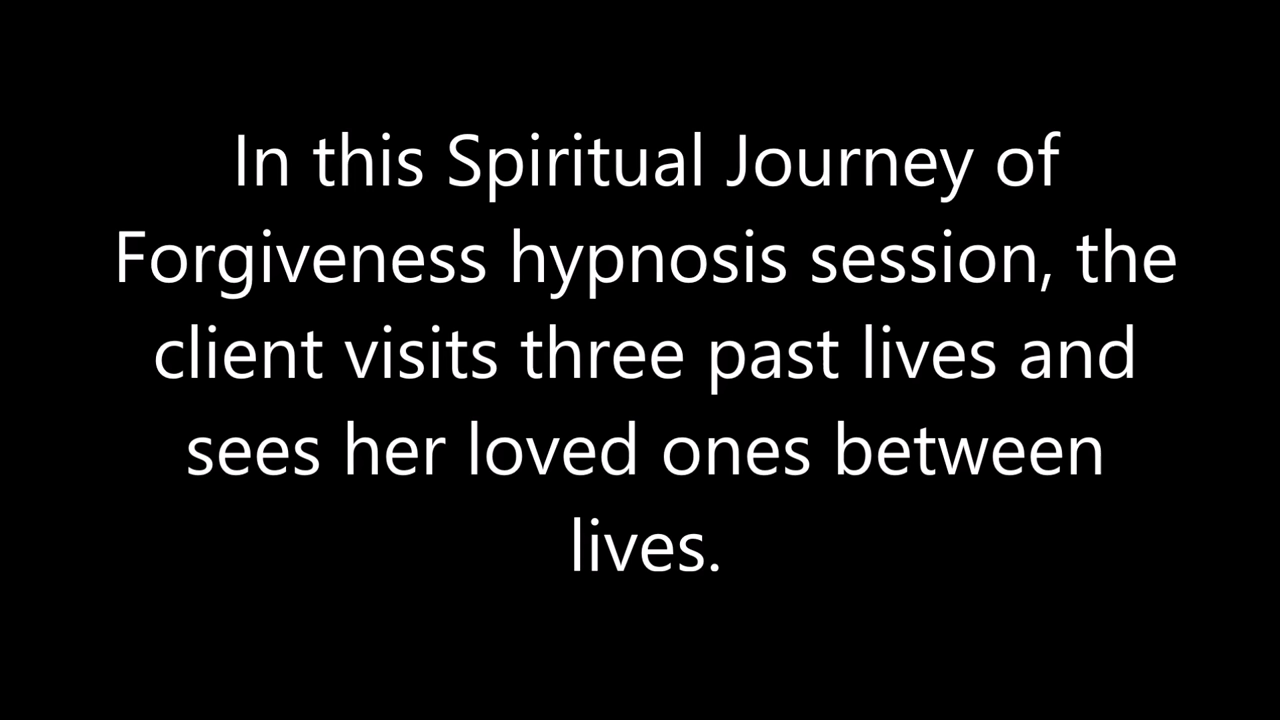 In this Spiritual Journey of
Forgiveness hypnosis session, the
client visits three past lives and
sees her loved ones between
lives.